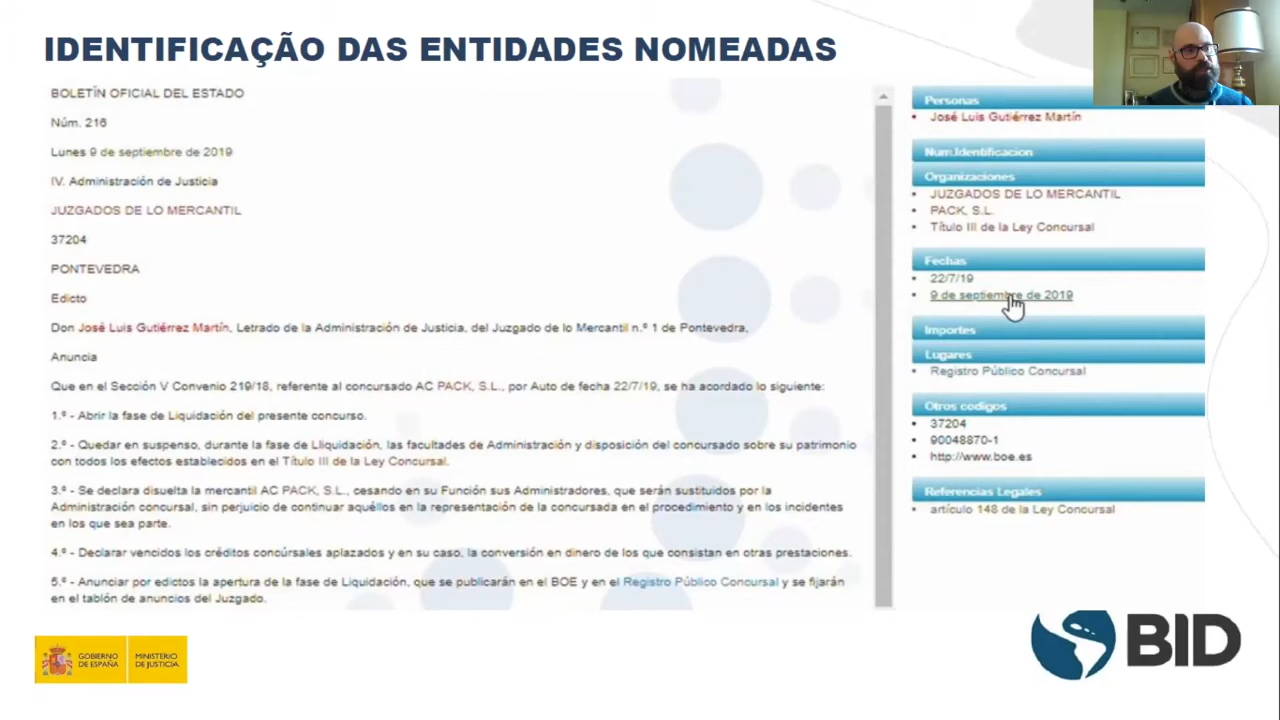 IDENTIFICAÇÃO DAS ENTIDADES NOMEADAS
BOLETÍN OFICIAL DEL ESTADO
Núm. 216
Lunes 9 de septiembre de 2019
IV. Administración de Justicia
JUZGADOS DE LO MERCANTIL
37204
PONTEVEDRA
Edicto
Don José Luis Gutiérrez Martín, Letrado de la Administración de Justicia, del Juzgado de lo Mercantil n.º 1 de Pontevedra,
Anuncia
Que en el Sección V Convenio 219/18, referente al concursado AC PACK, S.L., por Auto de fecha 22/7/19, se ha acordado lo siguiente:
1.º - Abrir la fase de Liquidación del presente concurso.
2.º - Quedar en suspenso, durante la fase de Lliquidación, las facultades de Administración y disposición del concursado sobre su patrimonio
con todos los efectos establecidos en el Título III de la Ley Concursal.
3.º - Se declara disuelta la mercantil AC PACK, S.L., cesando en su Función sus Administradores, que serán sustituidos por la
Administración concursal, sin perjuicio de continuar aquéllos en la representación de la concursada en el procedimiento y en los incidentes
en los que sea parte.
4.º - Declarar vencidos los créditos concúrsales aplazados y en su caso, la conversión en dinero de los que consistan en otras prestaciones.
5.º - Anunciar por edictos la apertura de la fase de Liquidación, que se publicarán en el BOE y en el Registro Público Concursal y se fijarán
en el tablón de anuncios del Juzgado.
Personas
José Luis Gutiérrez Martín
Num.Identificacion
Organizaciones
JUZGADOS DE LO MERCANTIL
PACK, S.L.
Título III de la Ley Concursal
Fechas
22/7/19
9 de septiembre de 2019
Importes
Lugares
Registro Público Concursal
Otros codigos
37204
90048870-1
http://www.boe.es
Referencias Legales
artículo 148 de la Ley Concursal
GOBIERNO
DE ESPAÑA
MINISTERIO
DE JUSTICIA
BID